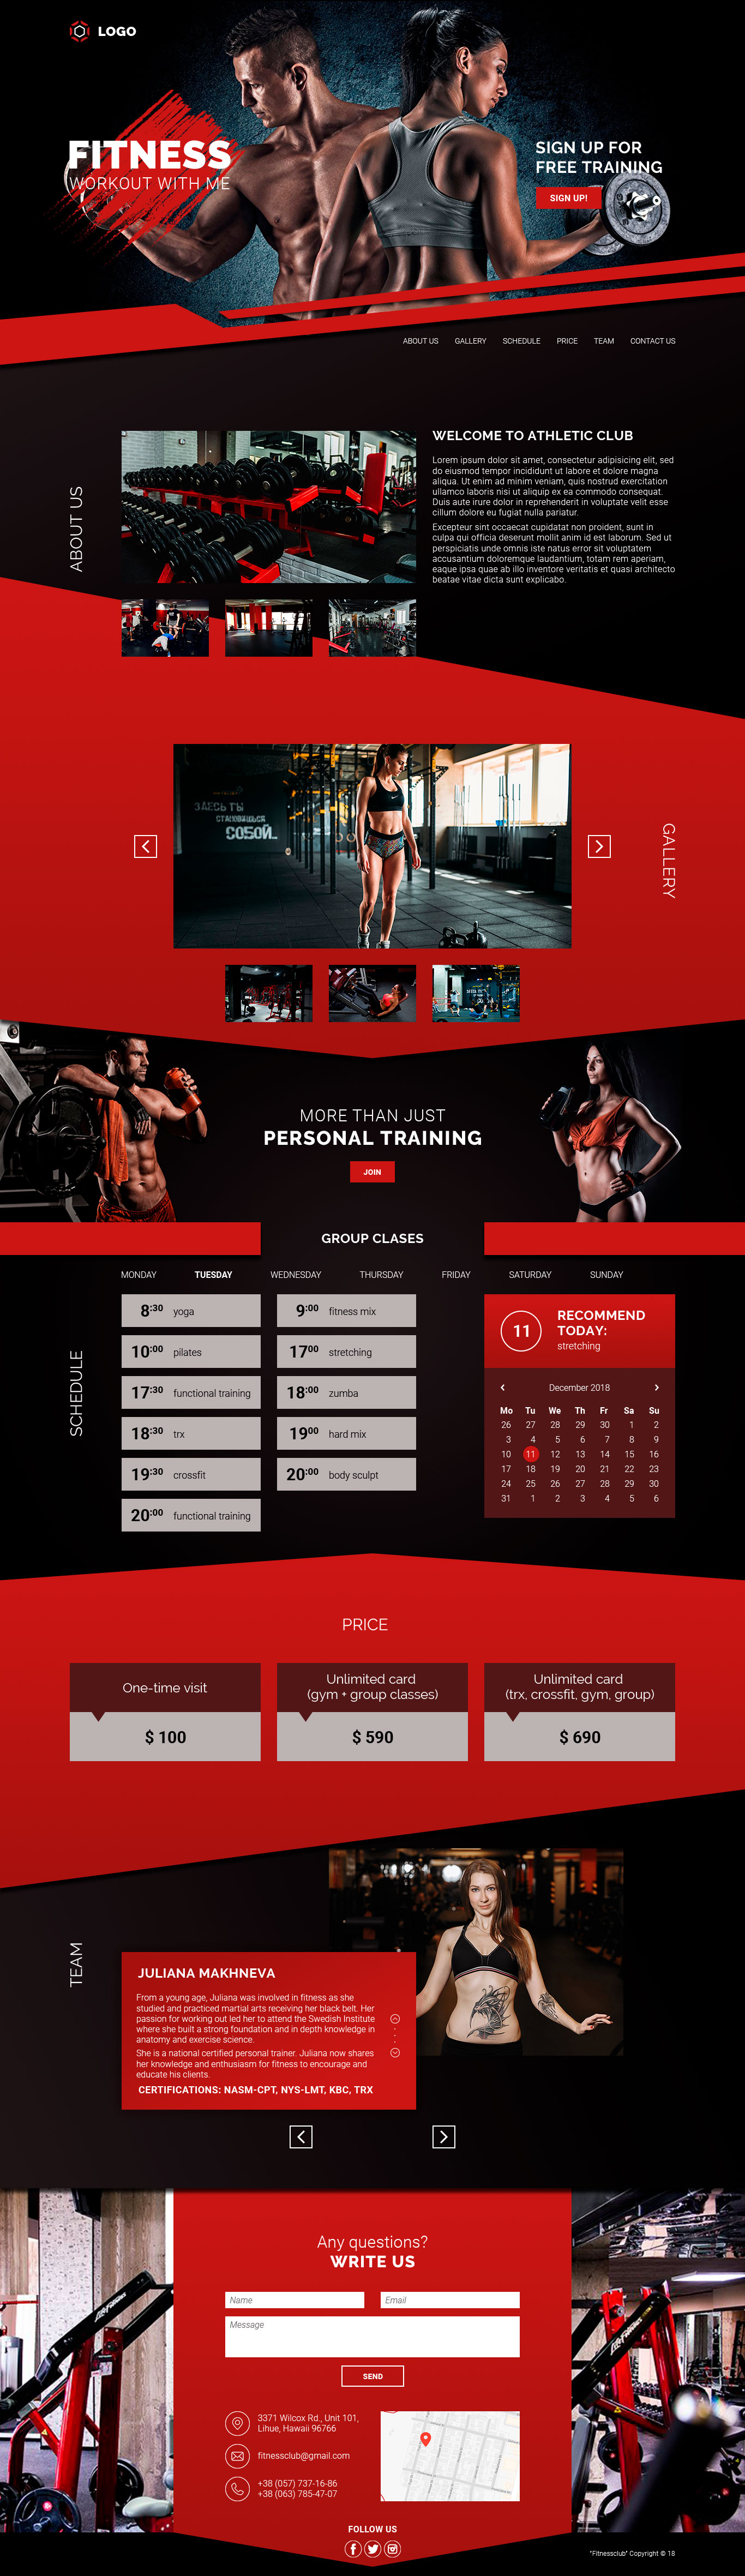 LOGO
FITNESS
WORKOUT WITH ME
SIGN UP FOR
FREE TRAINING
SIGN UP!
ABOUT US
GALLERY
SCHEDULE
PRICE
TEAM
CONTACT US
ABOUT US
WELCOME TO ATHLETIC CLUB
Lorem ipsum dolor sit amet, consectetur adipisicing elit, sed
do eiusmod tempor incididunt ut labore et dolore magna
aliqua. Ut enim ad minim veniam, quis nostrud exercitation
ullamco laboris nisi ut aliquip ex ea commodo consequat.
Duis aute irure dolor in reprehenderit in voluptate velit esse
cillum dolore eu fugiat nulla pariatur.
Excepteur sint occaecat cupidatat non proident, sunt in
culpa qui officia deserunt mollit anim id est laborum. Sed ut
perspiciatis unde omnis iste natus error sit voluptatem
accusantium doloremque laudantium, totam rem aperiam,
eaque ipsa quae ab illo inventore veritatis et quasi architecto
beatae vitae dicta sunt explicabo.
ЗДЕСЬ ТЫ
СТАНОВИШЬСЯ
СОБОЙ...
GALLERY
MORE THAN JUST
PERSONAL TRAINING
JOIN
GROUP CLASES
MONDAY
TUESDAY
WEDNESDAY
THURSDAY
FRIDAY
SATURDAY
SUNDAY
SCHEDULE
8:30 yoga
10:00 pilates
17:30 functional training
18:30 trx
19:30 crossfit
20:00 functional training
9:00 fitness mix
1700 stretching
18:00 zumba
1900 hard mix
20:00 body sculpt
11
RECOMMEND
TODAY:
stretching
December 2018
Mo Tu We Th Fr Sa Su
26 27 28 29 30 1 2
3 4 5 6 7 8 9
10 11 12 13 14 15 16
17 18 19 20 21 22 23
24 25 26 27 28 29 30
31 1 2 3 4 5 6
PRICE
One-time visit
$ 100
Unlimited card
(gym + group classes)
$ 590
Unlimited card
(trx, crossfit, gym, group)
$ 690
TEAM
JULIANA MAKHNEVA
From a young age, Juliana was involved in fitness as she
studied and practiced martial arts receiving her black belt. Her
passion for working out led her to attend the Swedish Institute
where she built a strong foundation and in depth knowledge in
anatomy and exercise science.
She is a national certified personal trainer. Juliana now shares
her knowledge and enthusiasm for fitness to encourage and
educate his clients.
CERTIFICATIONS: NASM-CPT, NYS-LMT, KBC, TRX
Any questions?
WRITE US
Name
Email
Message
SEND
3371 Wilcox Rd., Unit 101,
Lihue, Hawaii 96766
fitnessclub@gmail.com
+38 (057) 737-16-86
+38 (063) 785-47-07
Life Fitness
Life Fitness
FOLLOW US
"Fitnessclub" Copyright © 18